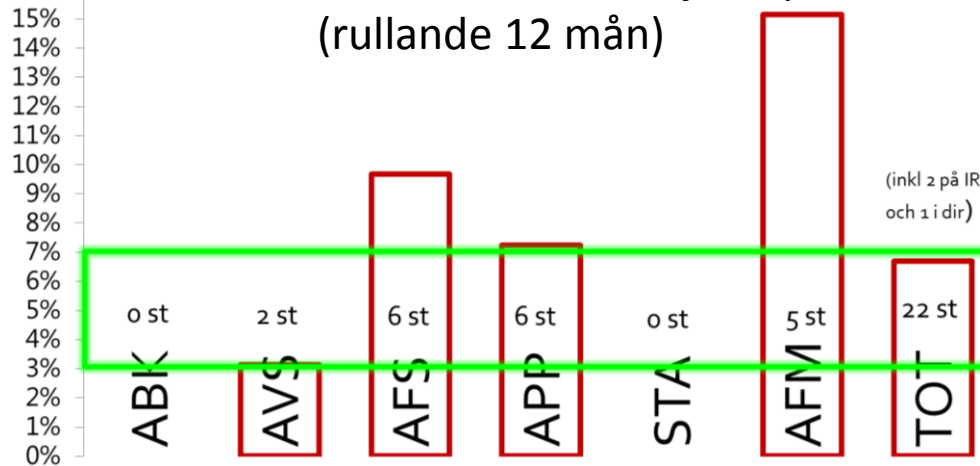 (rullande 12 mån)
15%
14%
13%
12%
11%
10%
9%
8%
7%
6%
5%
4%
3%
2%
1%
0%
(inkl 2 på IR
och 1 i dir)
0 st
2 st
6 st
6 st
0 st
5 st
22 st
ABK
AVS
AFS
APP
STA
AFM
TOT